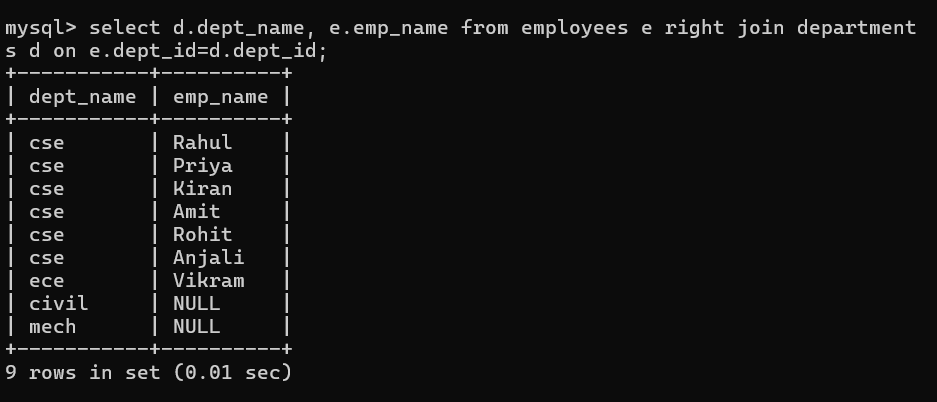 mysql> select d.dept_name, e.emp_name from employees e right join department
s d on e.dept_id=d.dept_id;
+-----------+----------+
| dept_name | emp_name |
+-----------+----------+
| cse       | Rahul    |
| cse       | Priya    |
| cse       | Kiran    |
| cse       | Amit     |
| cse       | Rohit    |
| cse       | Anjali   |
| ece       | Vikram   |
| civil     | NULL     |
| mech      | NULL     |
+-----------+----------+
9 rows in set (0.01 sec)